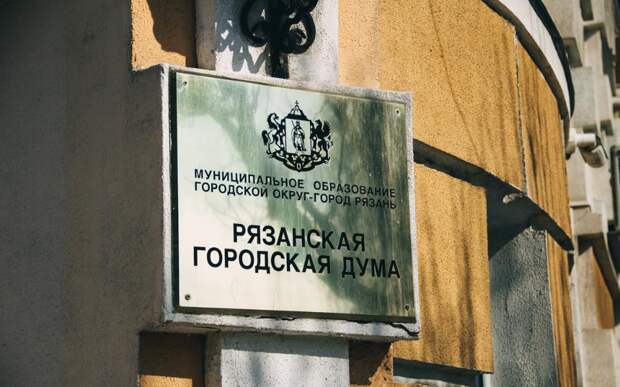 МУНИЦИПАЛЬНОЕ ОБРАЗОВАНИЕ
ГОРОДСКОЙ ОКРУГ-ГОРОД РЯЗАНЬ
РЯЗАНСКАЯ
ГОРОДСКАЯ ДУМА